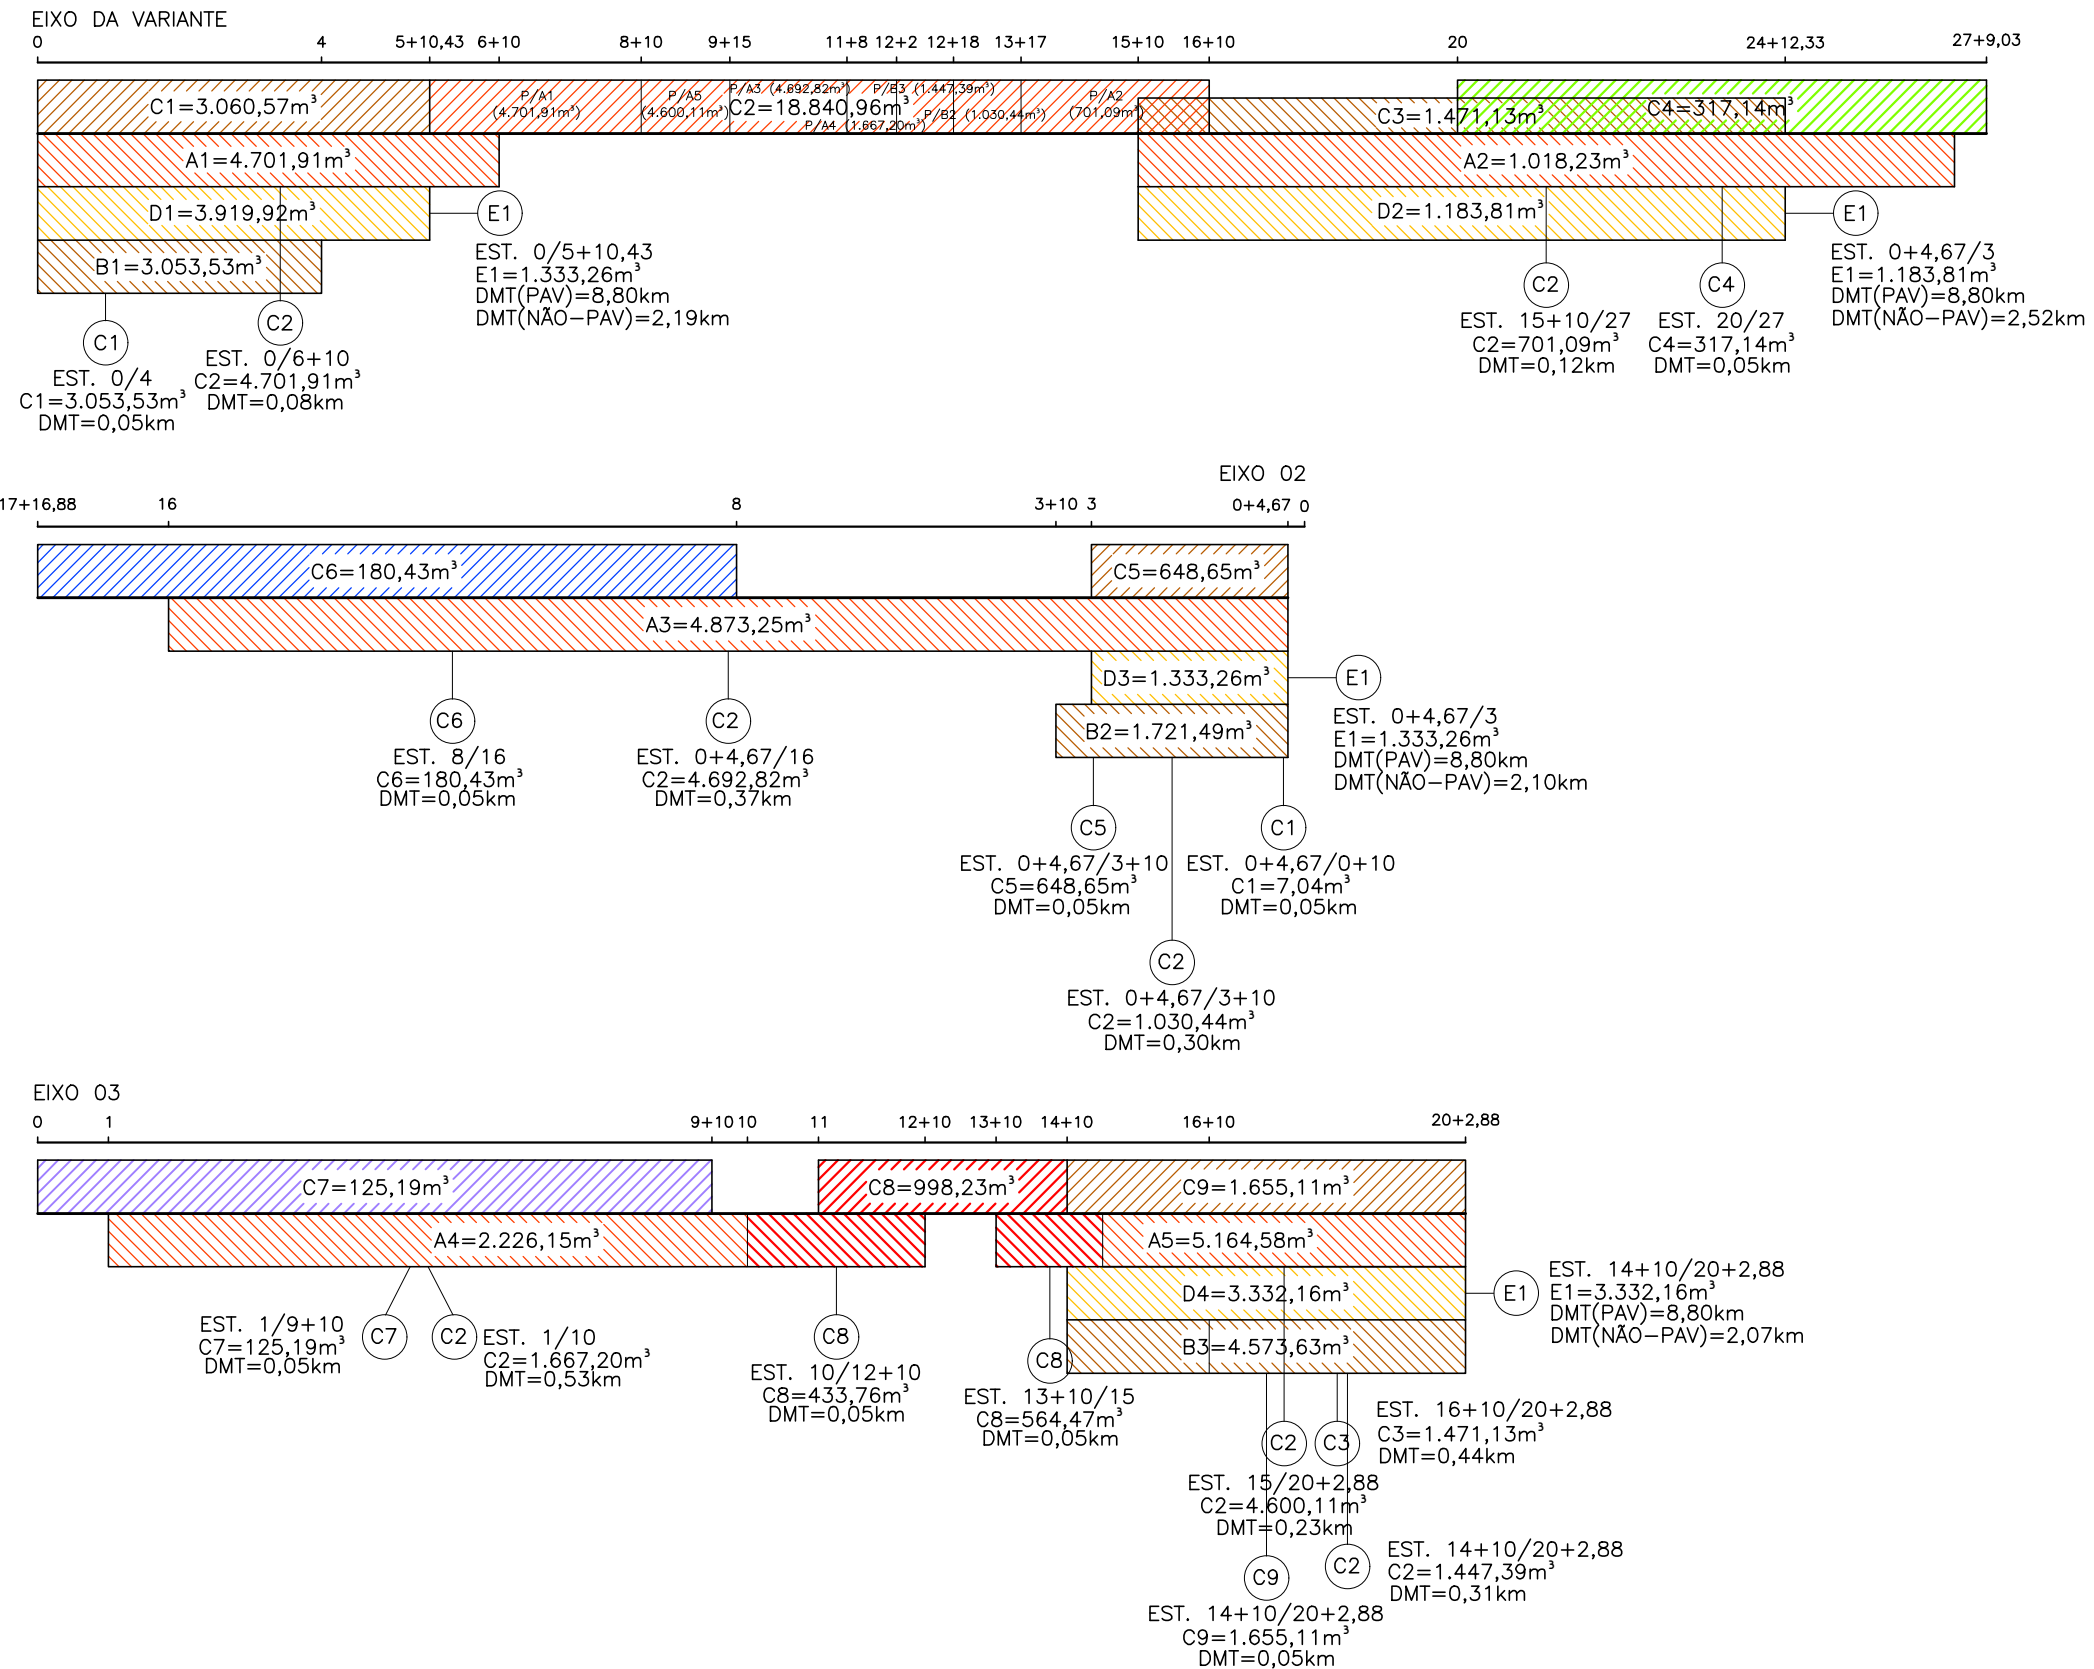 EIXO DA VARIANTE
0 4 5+10,43 6+10 8+10 9+15 11+8 12+2 12+18 13+17 15+10 16+10 20 24+12,33 27+9,03
C1=3.060,57m³
P/A1
(4.701,91m³)
P/A5
(4.600,11m³)
P/A3 (4.692,82m³)
C2=18.840,96m³
P/A4 (1.667,20m³)
P/B3 (1.447,39m³)
P/B2 (1.030,44m³)
P/A2
(701,09m³)
C3=1.471,13m³
C4=317,14m³
A1=4.701,91m³
A2=1.018,23m³
D1=3.919,92m³
D2=1.183,81m³
B1=3.053,53m³
E1
EST. 0/5+10,43
E1=1.333,26m³
DMT(PAV)=8,80km
DMT(NÃO-PAV)=2,19km
C1
EST. 0/4
C1=3.053,53m³
DMT=0,05km
C2
EST. 0/6+10
C2=4.701,91m³
DMT=0,08km
C2
EST. 15+10/27
C2=701,09m³
DMT=0,12km
C4
EST. 20/27
C4=317,14m³
DMT=0,05km
E1
EST. 0+4,67/3
E1=1.183,81m³
DMT(PAV)=8,80km
DMT(NÃO-PAV)=2,52km
EIXO 02
17+16,88 16 8 3+10 3 0+4,67 0
C6=180,43m³
C5=648,65m³
A3=4.873,25m³
D3=1.333,26m³
B2=1.721,49m³
C6
EST. 8/16
C6=180,43m³
DMT=0,05km
C2
EST. 0+4,67/16
C2=4.692,82m³
DMT=0,37km
E1
EST. 0+4,67/3
E1=1.333,26m³
DMT(PAV)=8,80km
DMT(NÃO-PAV)=2,10km
C5
EST. 0+4,67/3+10
C5=648,65m³
DMT=0,05km
C1
EST. 0+4,67/0+10
C1=7,04m³
DMT=0,05km
C2
EST. 0+4,67/3+10
C2=1.030,44m³
DMT=0,30km
EIXO 03
0 1 9+10 10 11 12+10 13+10 14+10 16+10 20+2,88
C7=125,19m³
C8=998,23m³
C9=1.655,11m³
A4=2.226,15m³
A5=5.164,58m³
D4=3.332,16m³
B3=4.573,63m³
EST. 1/9+10
C7=125,19m³
DMT=0,05km
C7
C2
EST. 1/10
C2=1.667,20m³
DMT=0,53km
C8
EST. 10/12+10
C8=433,76m³
DMT=0,05km
C8
EST. 13+10/15
C8=564,47m³
DMT=0,05km
E1
EST. 14+10/20+2,88
E1=3.332,16m³
DMT(PAV)=8,80km
DMT(NÃO-PAV)=2,07km
C2
EST. 15/20+2,88
C2=4.600,11m³
DMT=0,23km
C3
EST. 16+10/20+2,88
C3=1.471,13m³
DMT=0,44km
C2
EST. 14+10/20+2,88
C2=1.447,39m³
DMT=0,31km
C9
EST. 14+10/20+2,88
C9=1.655,11m³
DMT=0,05km